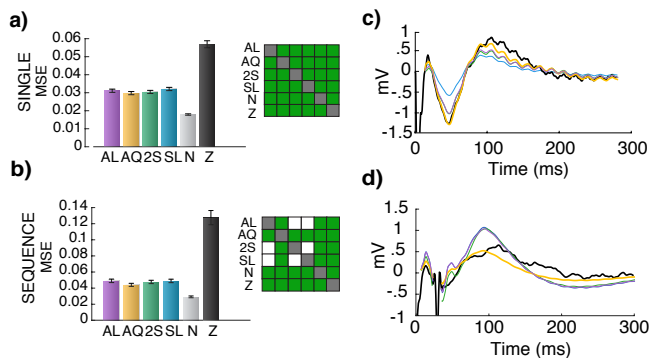 a)
SINGLE
MSE
0.06
0.05
0.04
0.03
0.02
0.01
0
AL AQ 2S SL N Z
AL
AQ
2S
SL
N
Z
b)
SEQUENCE
MSE
0.14
0.12
0.10
0.08
0.06
0.04
0.02
0
AL AQ 2S SL N Z
AL
AQ
2S
SL
N
Z
c)
mV
1
0.5
0
-0.5
-1
-1.5
0 100 200 300
Time (ms)
d)
mV
1.5
1
0.5
0
-0.5
-1
0 100 200 300
Time (ms)